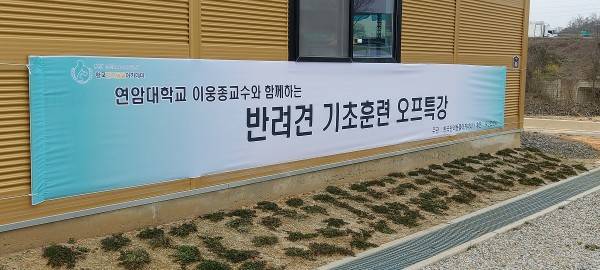 연암대학교 이웅종교수와 함께하는
반려견 기초훈련 오프특강